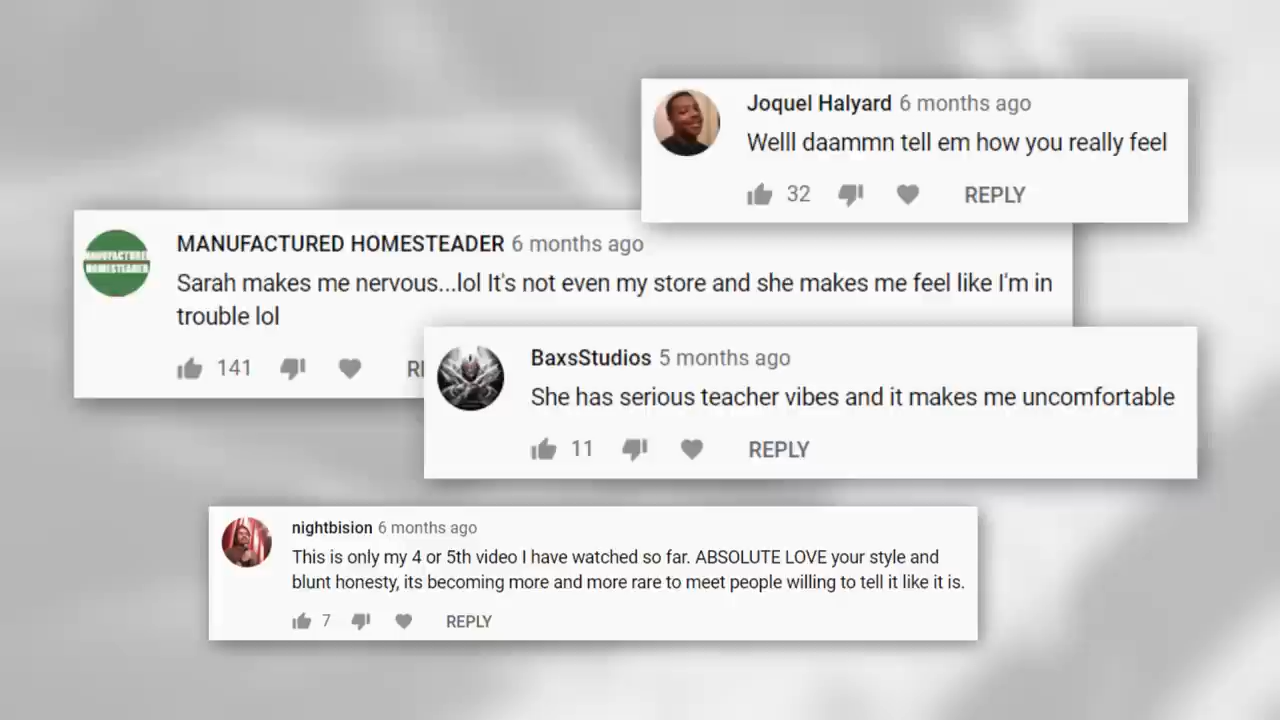 Joquel Halyard 6 months ago
Welll daammn tell em how you really feel
32 REPLY
MANUFACTURED HOMESTEADER 6 months ago
MANUFACTURED
HOMESTEADER
Sarah makes me nervous...lol It's not even my store and she makes me feel like I'm in
trouble lol
141
BaxsStudios 5 months ago
She has serious teacher vibes and it makes me uncomfortable
11 REPLY
nightbision 6 months ago
This is only my 4 or 5th video I have watched so far. ABSOLUTE LOVE your style and
blunt honesty, its becoming more and more rare to meet people willing to tell it like it is.
7 REPLY